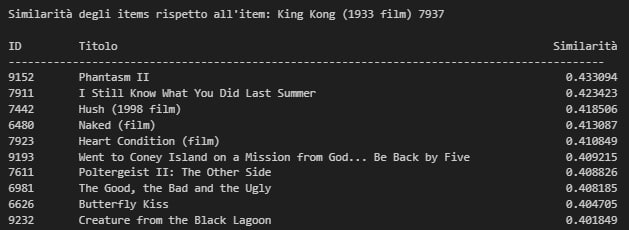 Similarità degli items rispetto all'item: King Kong (1933 film) 7937
ID Titolo Similarità
--------------------------------------------------------------------------------------------
9152 Phantasm II 0.433094
7911 I Still Know What You Did Last Summer 0.423423
7442 Hush (1998 film) 0.418506
6480 Naked (film) 0.413087
7923 Heart Condition (film) 0.410849
9193 Went to Coney Island on a Mission from God... Be Back by Five 0.409215
7611 Poltergeist II: The Other Side 0.408826
6981 The Good, the Bad and the Ugly 0.408185
6626 Butterfly Kiss 0.404705
9232 Creature from the Black Lagoon 0.401849